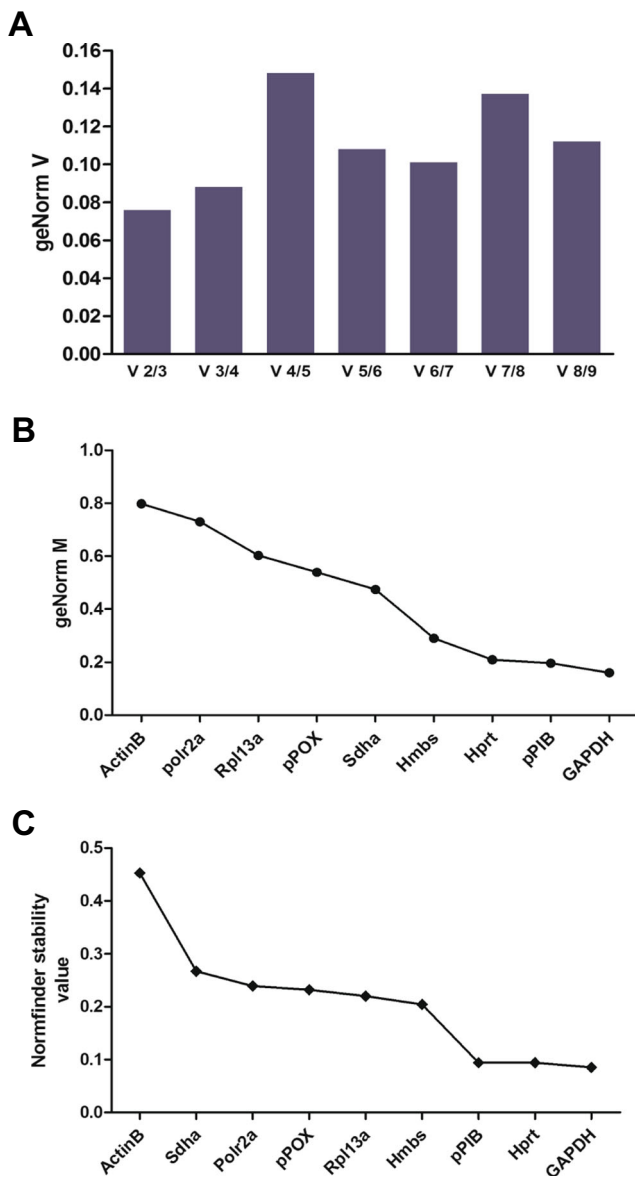 A
geNorm V
0.16
0.14
0.12
0.10
0.08
0.06
0.04
0.02
0.00
V 2/3 V 3/4 V 4/5 V 5/6 V 6/7 V 7/8 V 8/9
B
geNorm M
1.0
0.8
0.6
0.4
0.2
0.0
ActinB polr2a Rpl13a pPOX Sdha Hmbs Hprt pPIB GAPDH
C
Normfinder stability
value
0.5
0.4
0.3
0.2
0.1
0.0
ActinB Sdha Polr2a pPOX Rpl13a Hmbs pPIB Hprt GAPDH